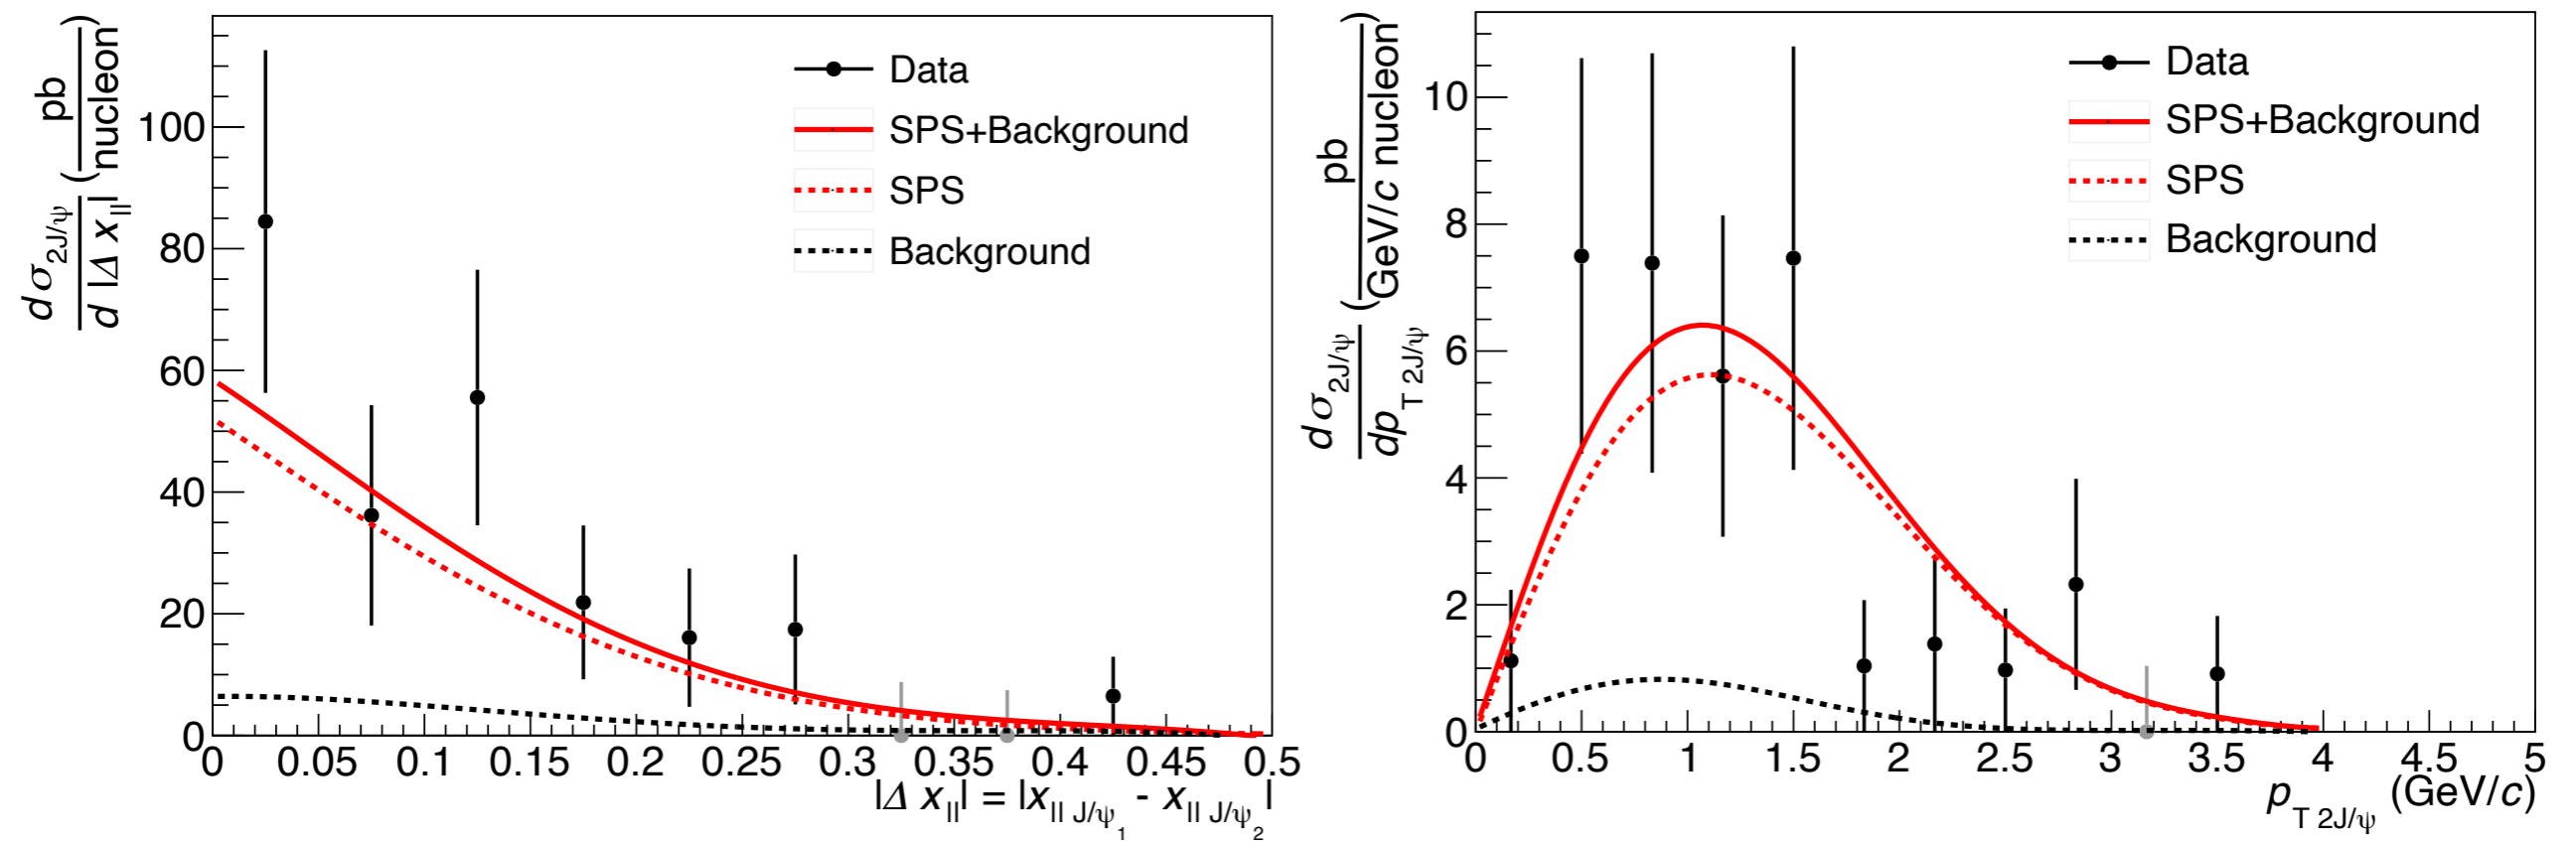 dσ2J/ψ / d |Δ x||| ( pb / nucleon )
100
80
60
40
20
0
Data
SPS+Background
SPS
Background
0 0.05 0.1 0.15 0.2 0.25 0.3 0.35 0.4 0.45 0.5
|Δ x||| = |x|| J/ψ1 - x|| J/ψ2 |
dσ2J/ψ / dpT 2J/ψ ( pb / GeV/c nucleon )
10
8
6
4
2
0
Data
SPS+Background
SPS
Background
0 0.5 1 1.5 2 2.5 3 3.5 4 4.5 5
pT 2J/ψ (GeV/c)